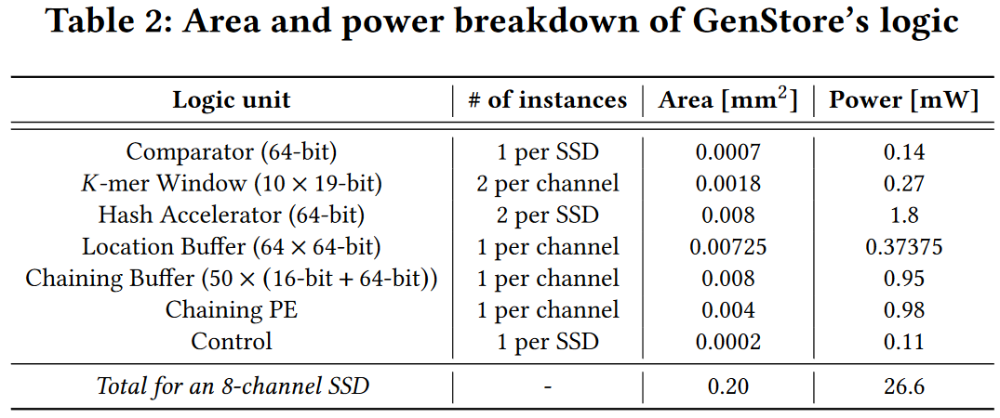 Table 2: Area and power breakdown of GenStore's logic
Logic unit # of instances Area [mm²] Power [mW]
Comparator (64-bit) 1 per SSD 0.0007 0.14
K-mer Window (10 × 19-bit) 2 per channel 0.0018 0.27
Hash Accelerator (64-bit) 2 per SSD 0.008 1.8
Location Buffer (64 × 64-bit) 1 per channel 0.00725 0.37375
Chaining Buffer (50 × (16-bit + 64-bit)) 1 per channel 0.008 0.95
Chaining PE 1 per channel 0.004 0.98
Control 1 per SSD 0.0002 0.11
Total for an 8-channel SSD - 0.20 26.6